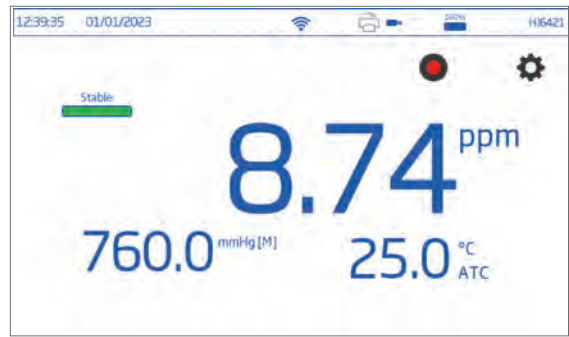 12:39:35 01/01/2023 HI6421
Stable
8.74 ppm
760.0 mmHg [M] 25.0 °C
ATC